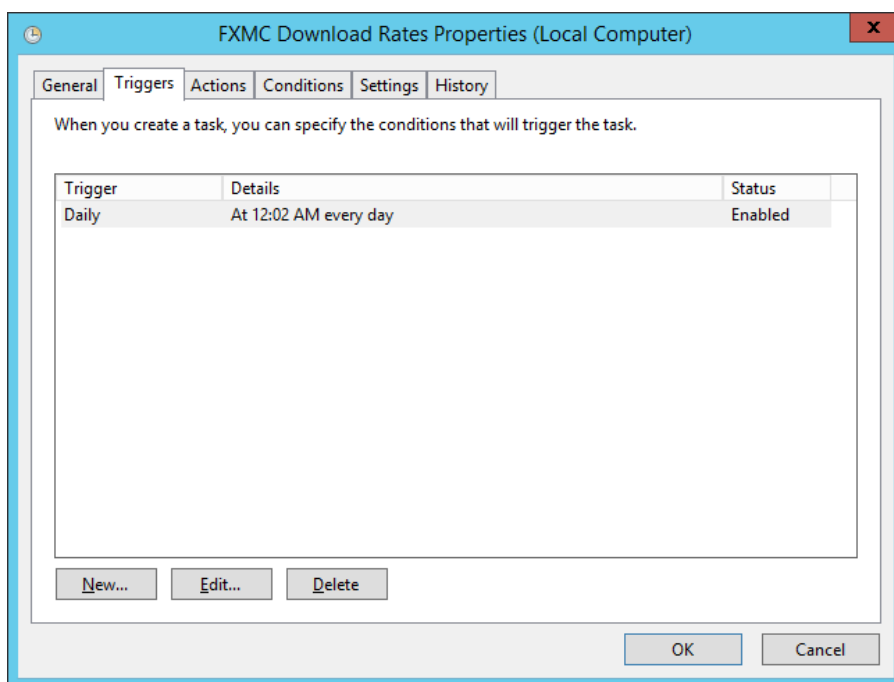 FXMC Download Rates Properties (Local Computer)
x
General Triggers Actions Conditions Settings History
When you create a task, you can specify the conditions that will trigger the task.
Trigger Details Status
Daily At 12:02 AM every day Enabled
New... Edit... Delete
OK Cancel